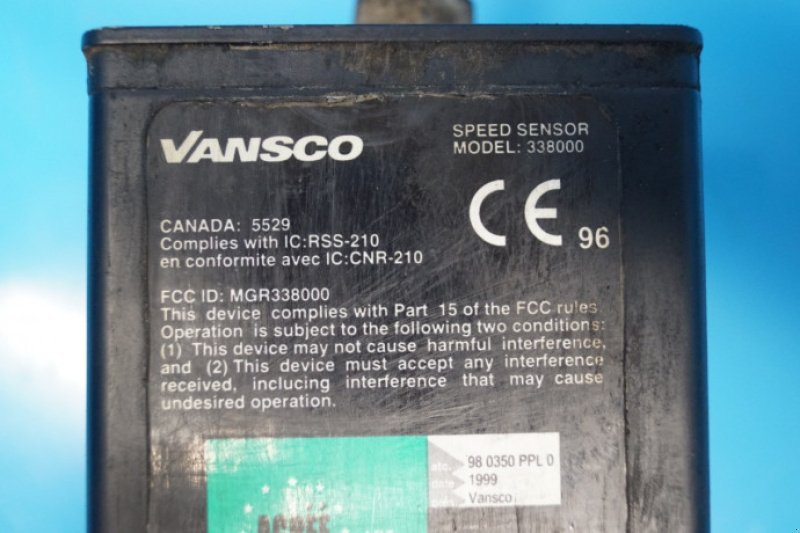 VANSCO
SPEED SENSOR
MODEL: 338000
CE 96
CANADA: 5529
Complies with IC:RSS-210
en conformite avec IC:CNR-210
FCC ID: MGR338000
This device complies with Part 15 of the FCC rules.
Operation is subject to the following two conditions:
(1) This device may not cause harmful interference,
and (2) This device must accept any interference
received, inclucing interference that may cause
undesired operation.
atc. 98 0350 PPL 0
date 1999
Vansco